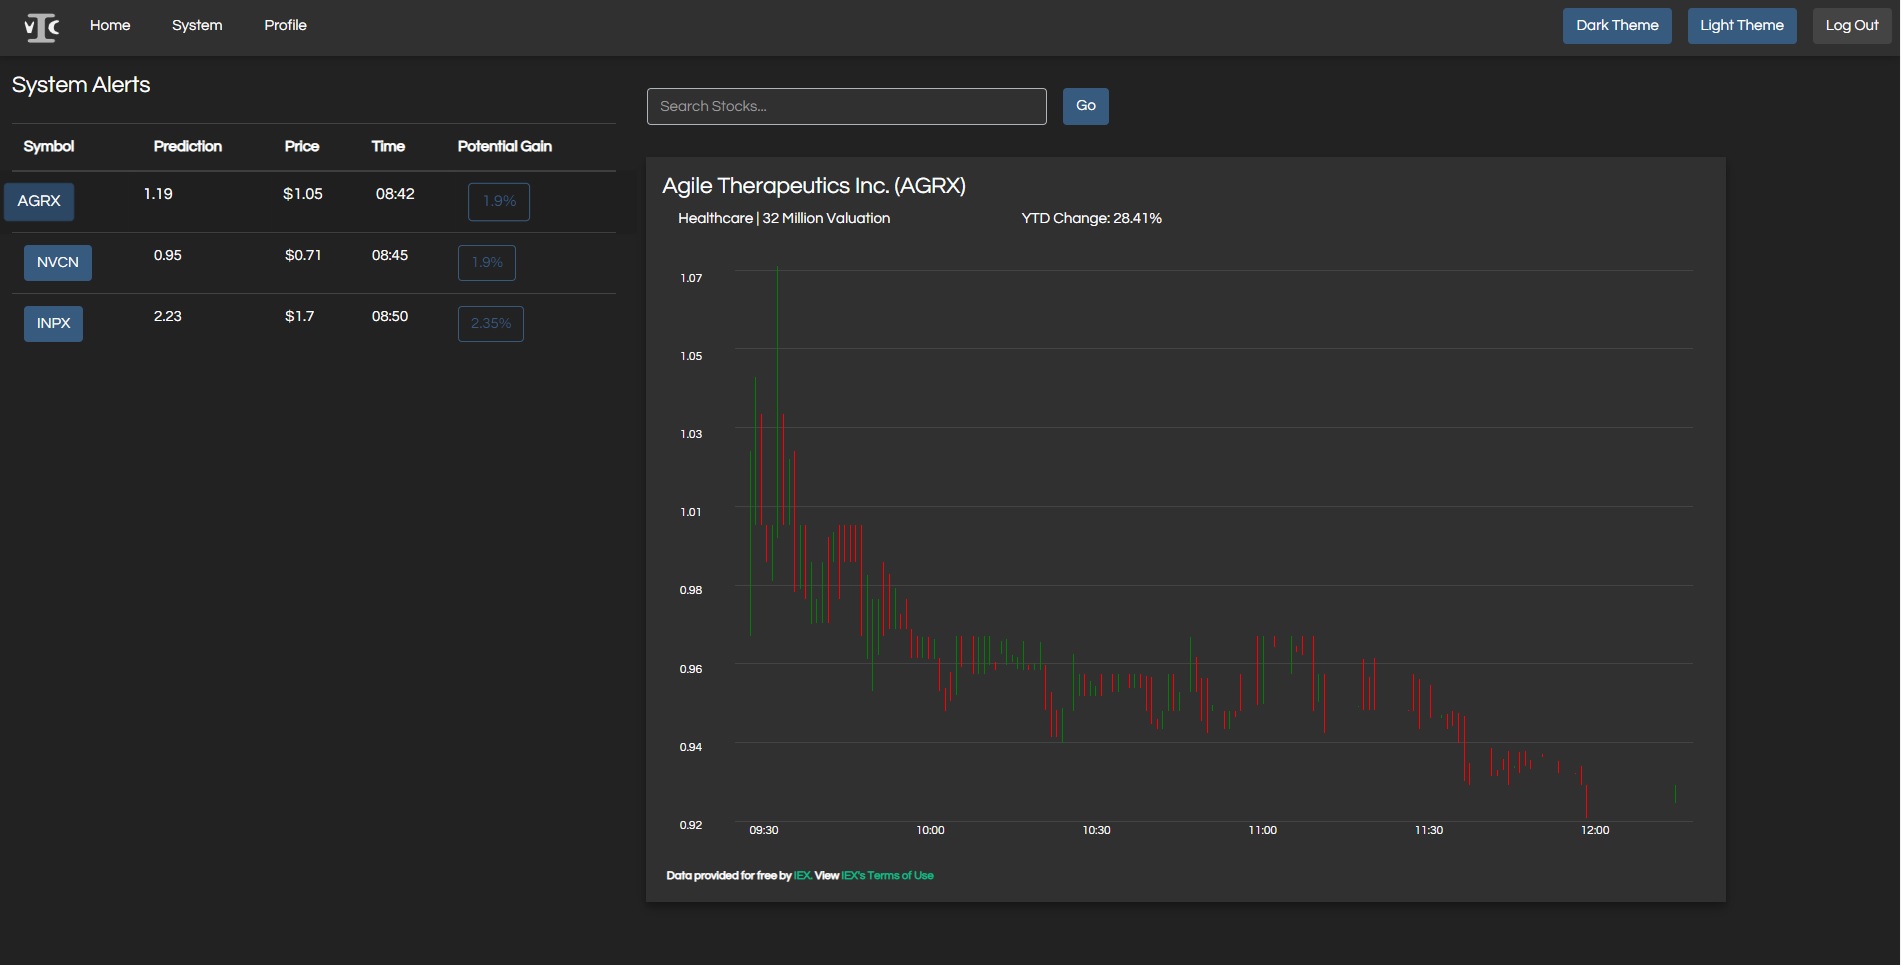 VIC Home System Profile Dark Theme Light Theme Log Out
System Alerts
Search Stocks... Go
Symbol Prediction Price Time Potential Gain
AGRX 1.19 $1.05 08:42 1.9%
NVCN 0.95 $0.71 08:45 1.9%
INPX 2.23 $1.7 08:50 2.35%
Agile Therapeutics Inc. (AGRX)
Healthcare | 32 Million Valuation YTD Change: 28.41%
1.07
1.05
1.03
1.01
0.98
0.96
0.94
0.92
09:30 10:00 10:30 11:00 11:30 12:00
Data provided for free by IEX. View IEX's Terms of Use